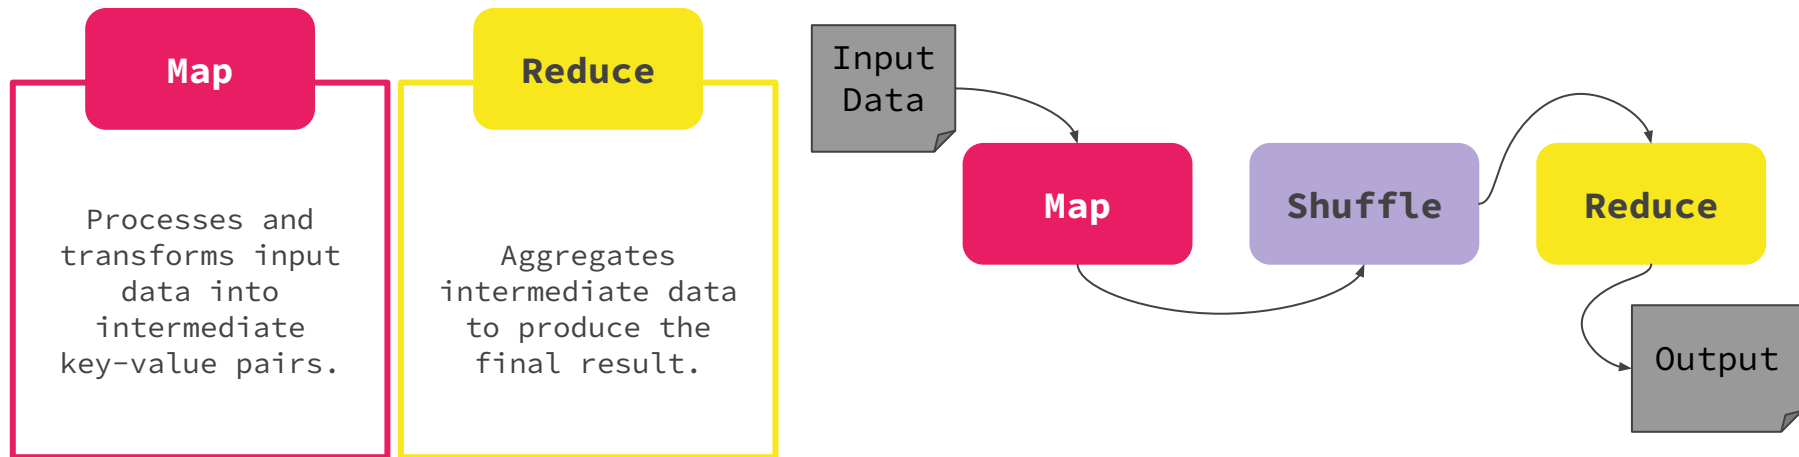 Map
Processes and
transforms input
data into
intermediate
key-value pairs.
Reduce
Aggregates
intermediate data
to produce the
final result.
Input
Data
Map
Shuffle
Reduce
Output